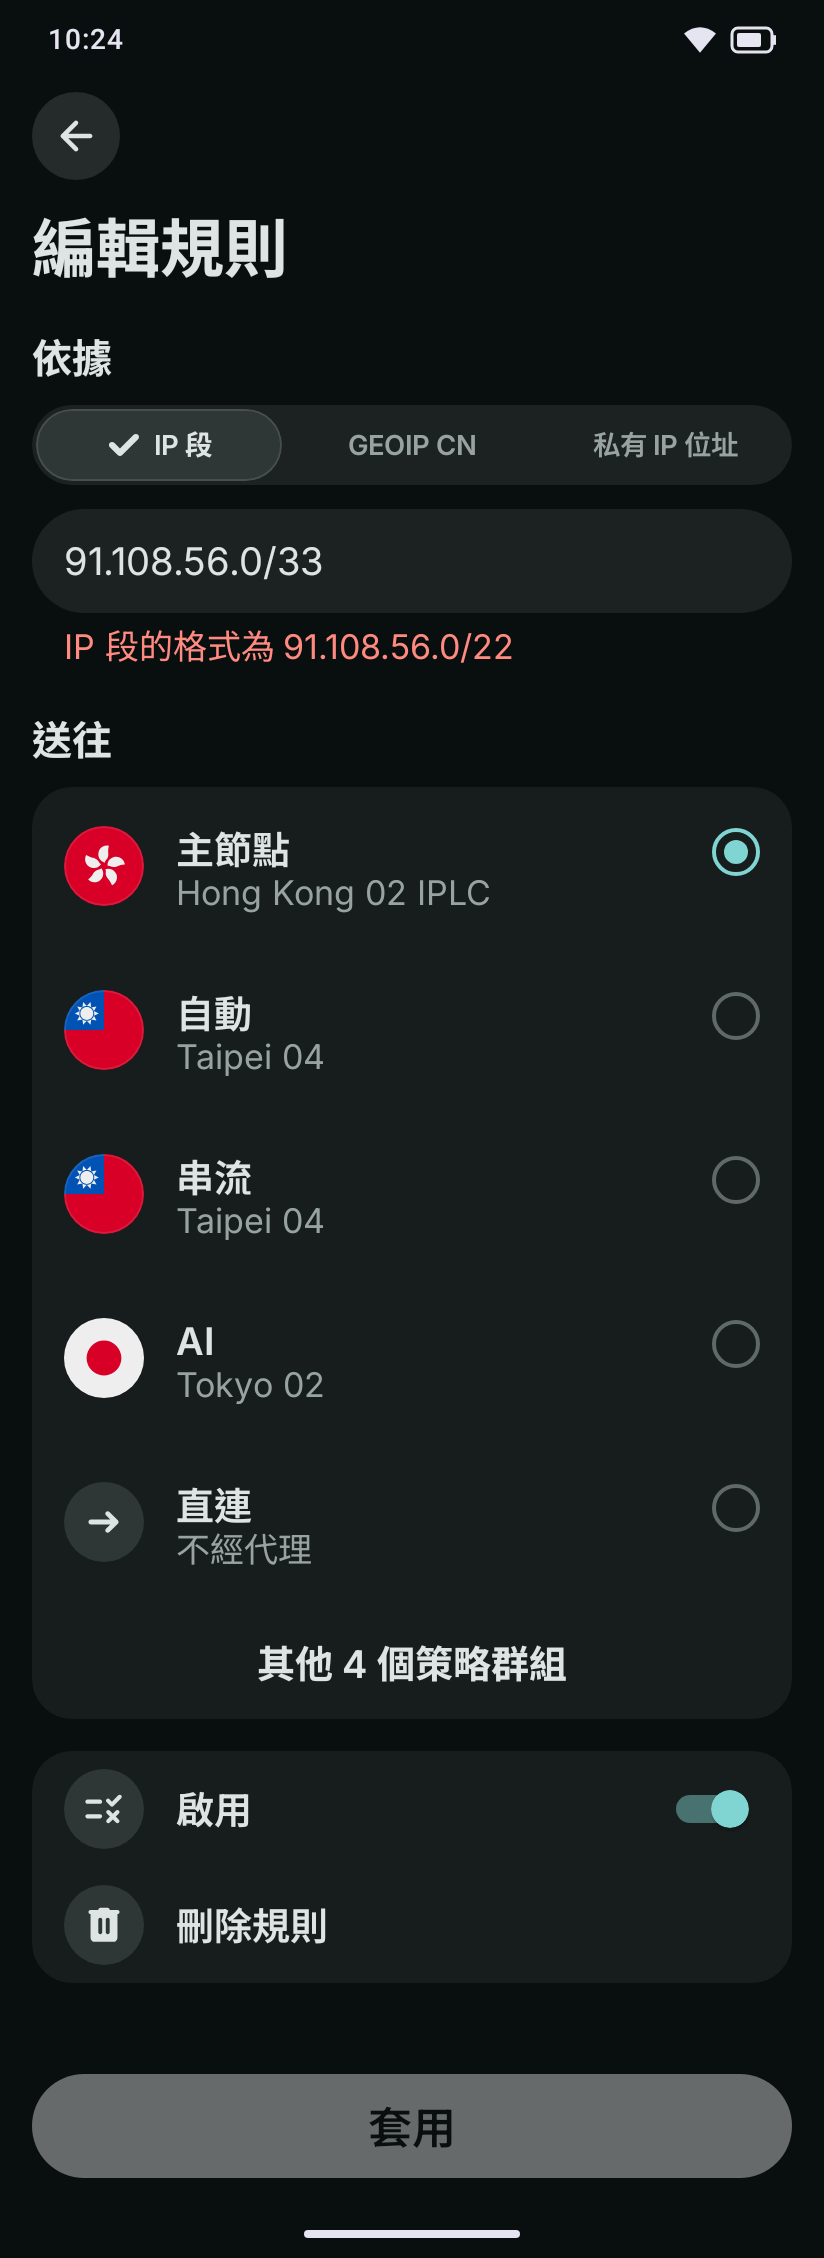 10:24
編輯規則
依據
IP 段
GEOIP CN
私有 IP 位址
91.108.56.0/33
IP 段的格式為 91.108.56.0/22
送往
主節點
Hong Kong 02 IPLC
自動
Taipei 04
串流
Taipei 04
AI
Tokyo 02
直連
不經代理
其他 4 個策略群組
啟用
刪除規則
套用